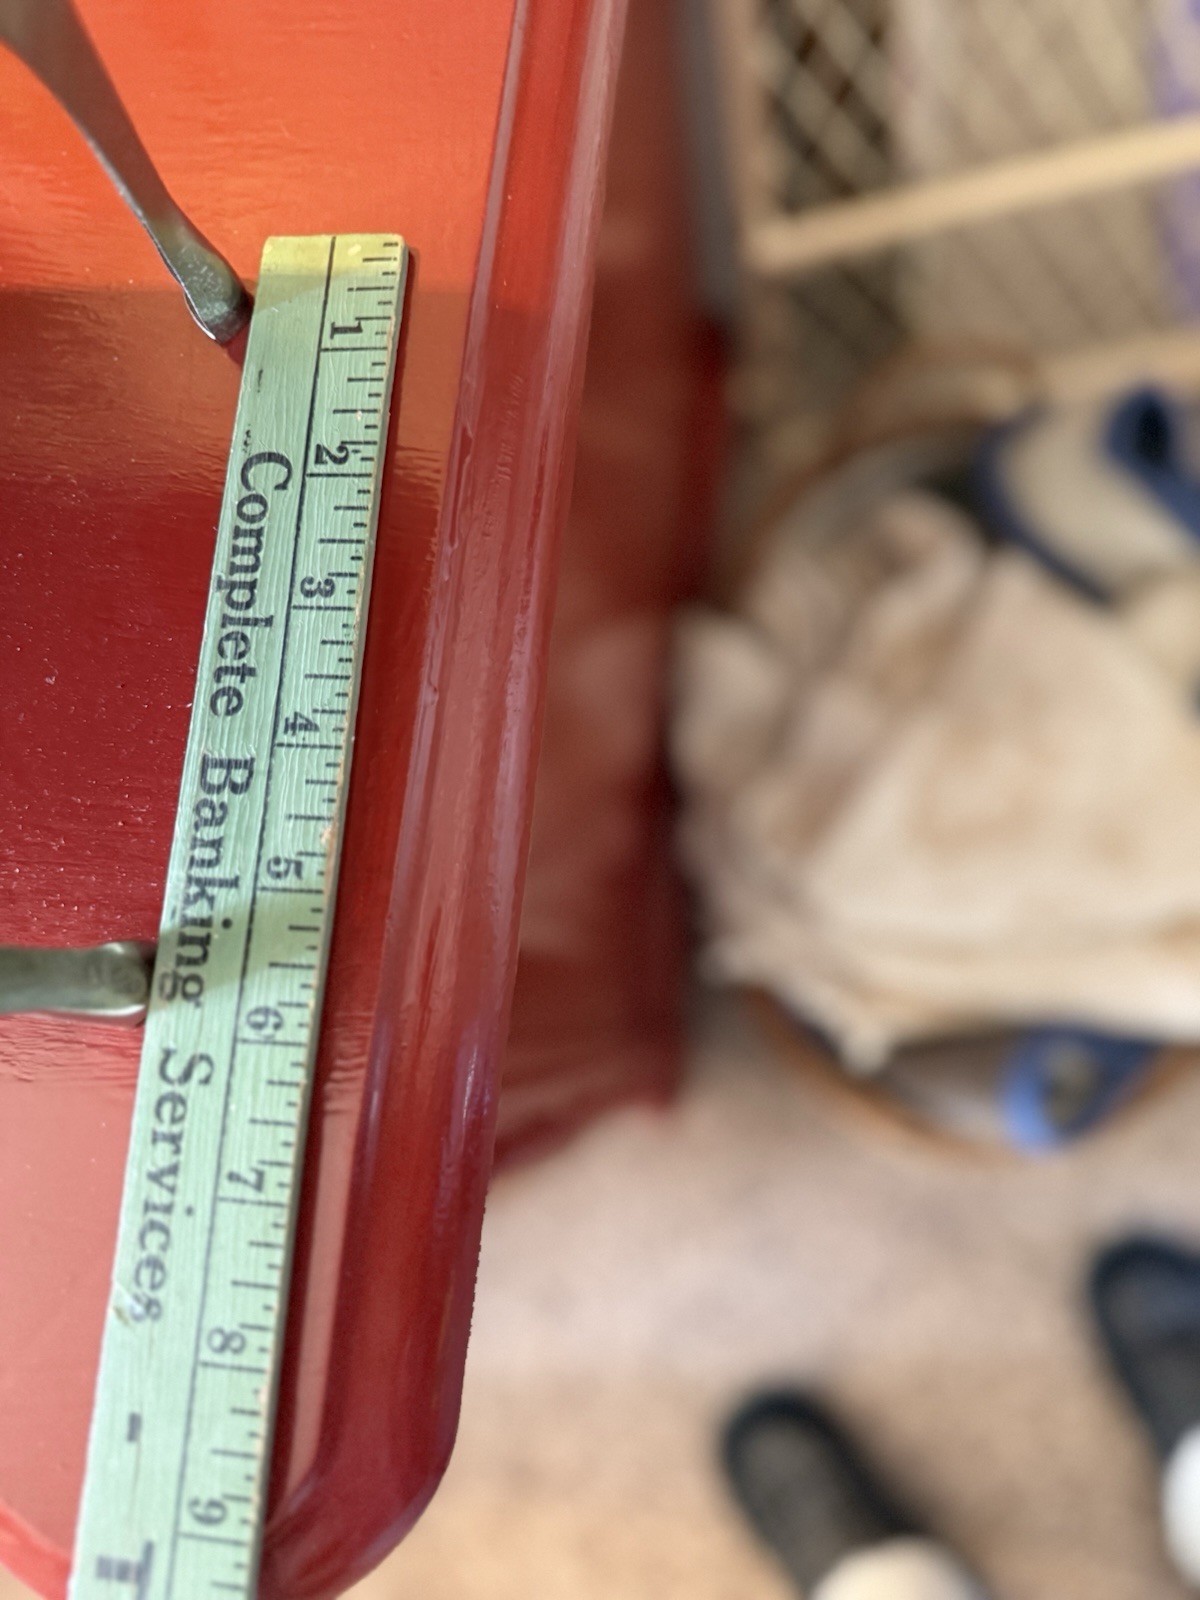 1 2 3 4 5 6 7 8 9
Complete Banking Services - T